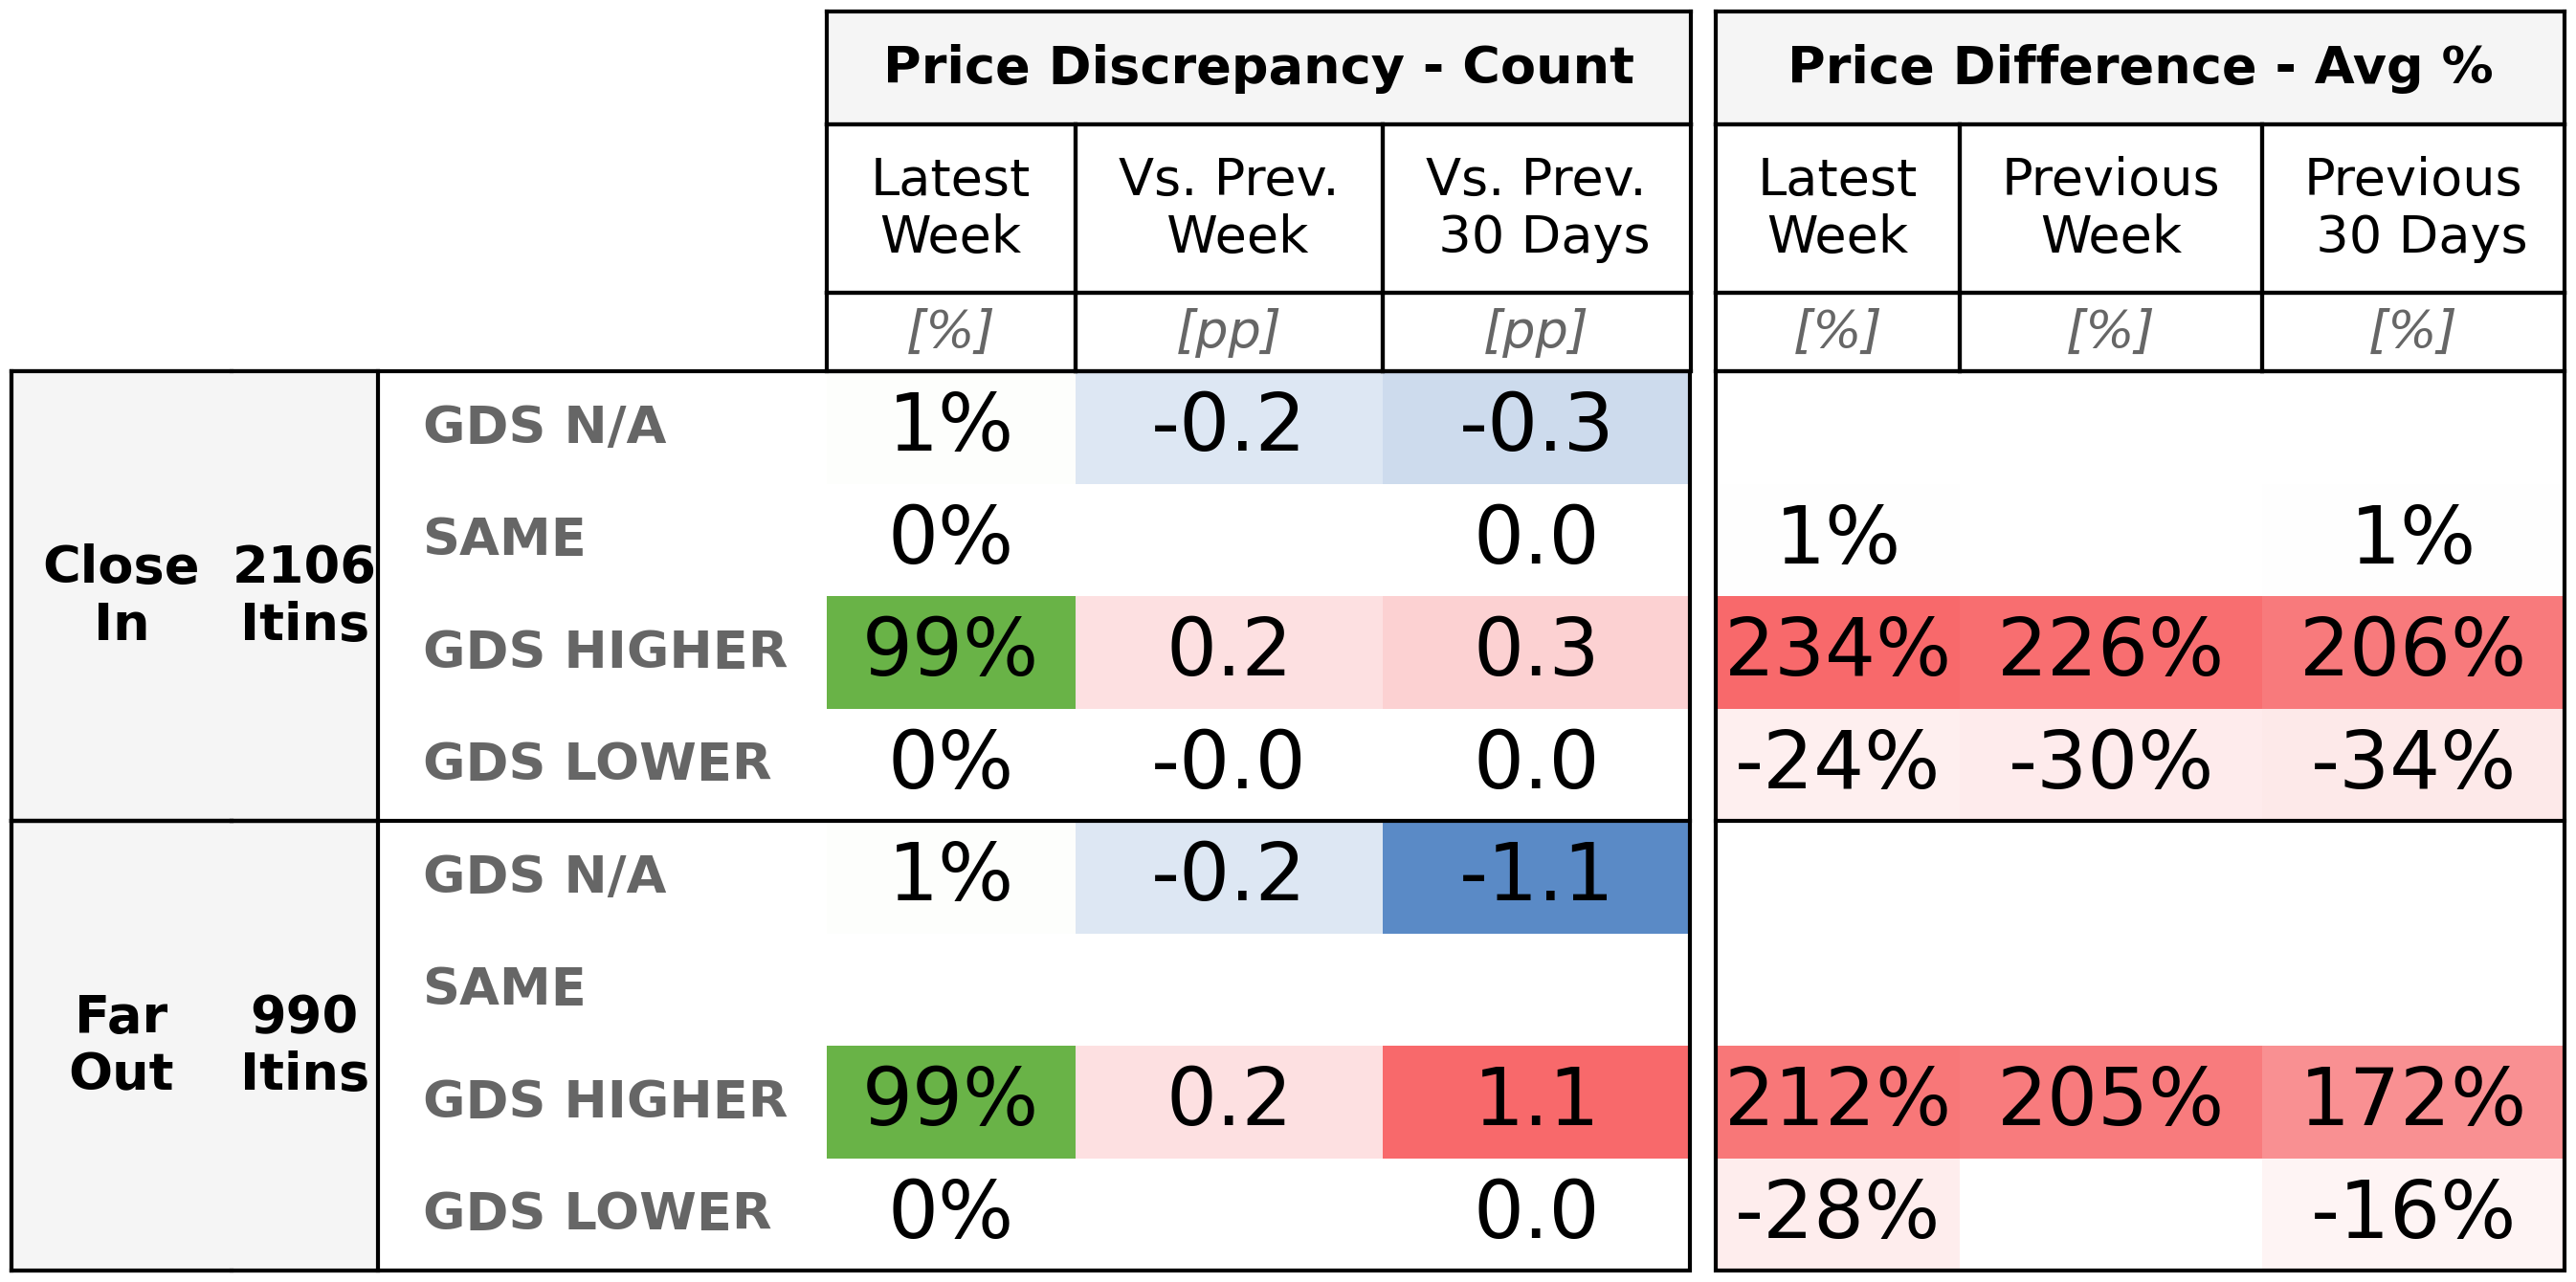 Price Discrepancy - Count Price Difference - Avg %
Latest Week Vs. Prev. Week Vs. Prev. 30 Days Latest Week Previous Week Previous 30 Days
[%] [pp] [pp] [%] [%] [%]
Close In 2106 Itins
GDS N/A 1% -0.2 -0.3
SAME 0% 0.0 1% 1%
GDS HIGHER 99% 0.2 0.3 234% 226% 206%
GDS LOWER 0% -0.0 0.0 -24% -30% -34%
Far Out 990 Itins
GDS N/A 1% -0.2 -1.1
SAME
GDS HIGHER 99% 0.2 1.1 212% 205% 172%
GDS LOWER 0% 0.0 -28% -16%